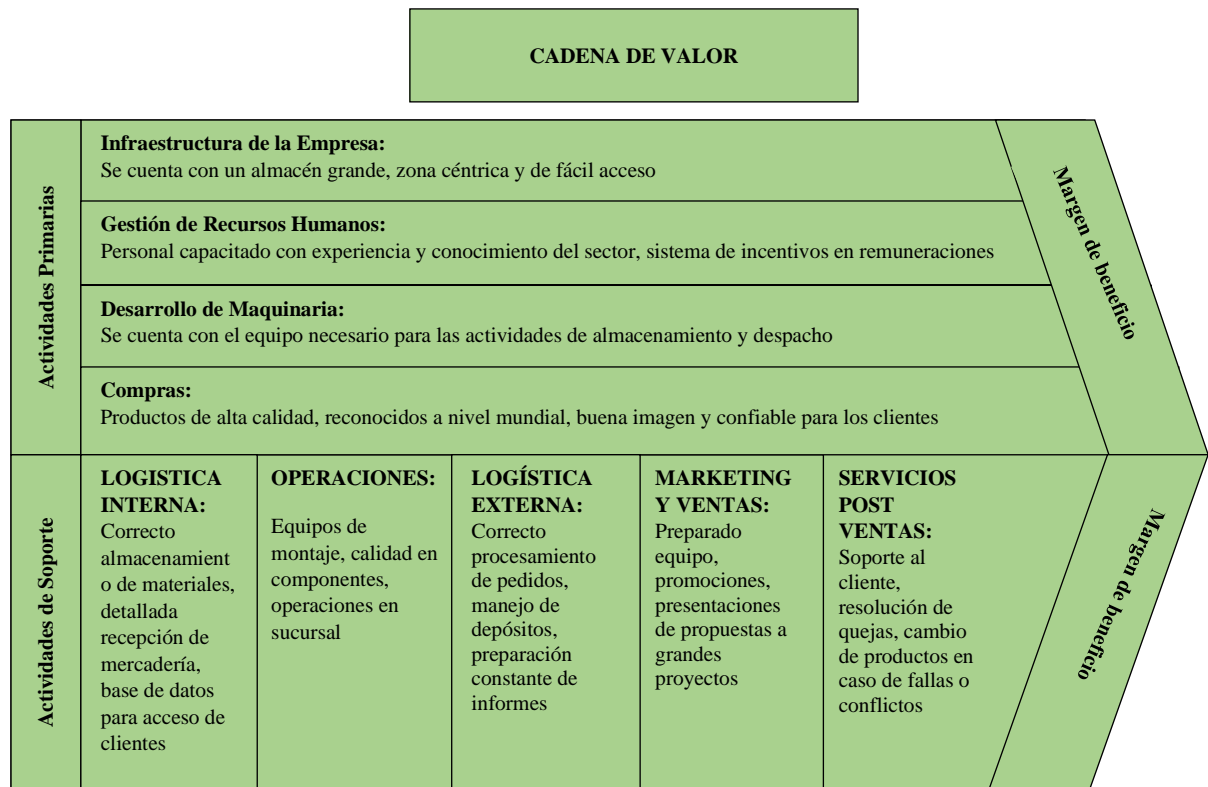 CADENA DE VALOR
Actividades Primarias
Infraestructura de la Empresa:
Se cuenta con un almacén grande, zona céntrica y de fácil acceso
Gestión de Recursos Humanos:
Personal capacitado con experiencia y conocimiento del sector, sistema de incentivos en remuneraciones
Desarrollo de Maquinaria:
Se cuenta con el equipo necesario para las actividades de almacenamiento y despacho
Compras:
Productos de alta calidad, reconocidos a nivel mundial, buena imagen y confiable para los clientes
Margen de beneficio
Actividades de Soporte
LOGISTICA
INTERNA:
Correcto
almacenamient
o de materiales,
detallada
recepción de
mercadería,
base de datos
para acceso de
clientes
OPERACIONES:
Equipos de
montaje, calidad en
componentes,
operaciones en
sucursal
LOGÍSTICA
EXTERNA:
Correcto
procesamiento
de pedidos,
manejo de
depósitos,
preparación
constante de
informes
MARKETING
Y VENTAS:
Preparado
equipo,
promociones,
presentaciones
de propuestas a
grandes
proyectos
SERVICIOS
POST
VENTAS:
Soporte al
cliente,
resolución de
quejas, cambio
de productos en
caso de fallas o
conflictos
Margen de beneficio